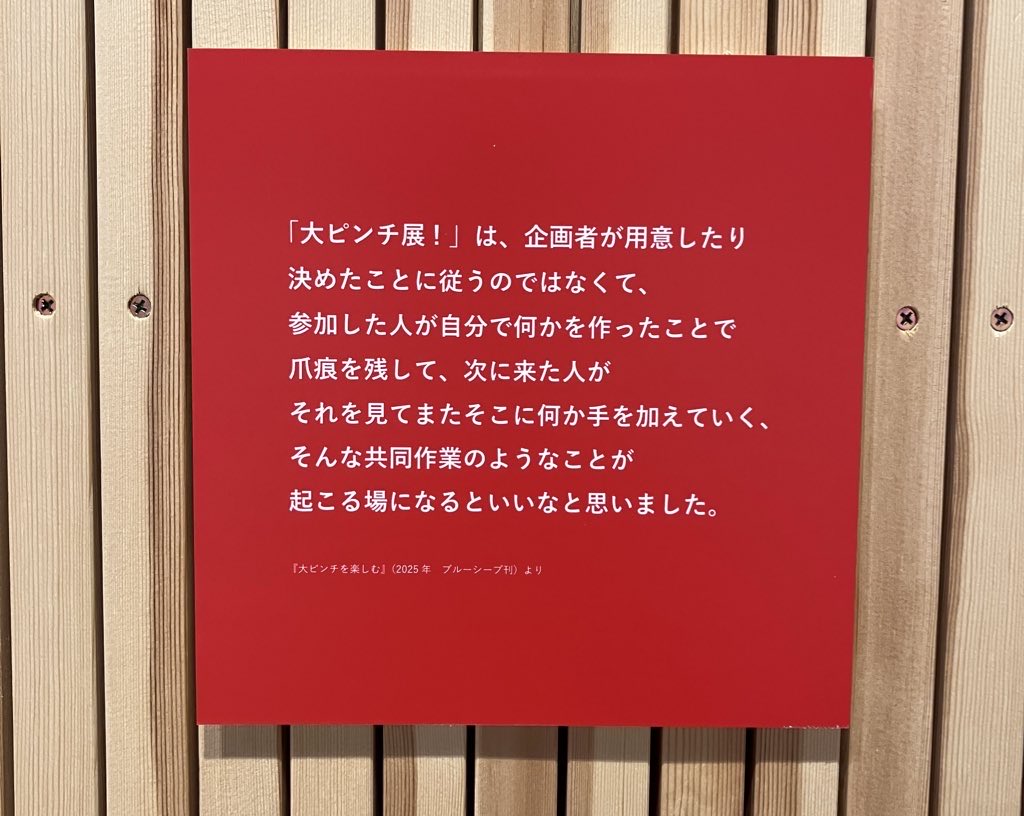 「大ピンチ展！」は、企画者が用意したり
決めたことに従うのではなくて、
参加した人が自分で何かを作ったことで
爪痕を残して、次に来た人が
それを見てまたそこに何か手を加えていく、
そんな共同作業のようなことが
起こる場になるといいなと思いました。
『大ピンチを楽しむ』（2025年　ブルーシープ刊）より